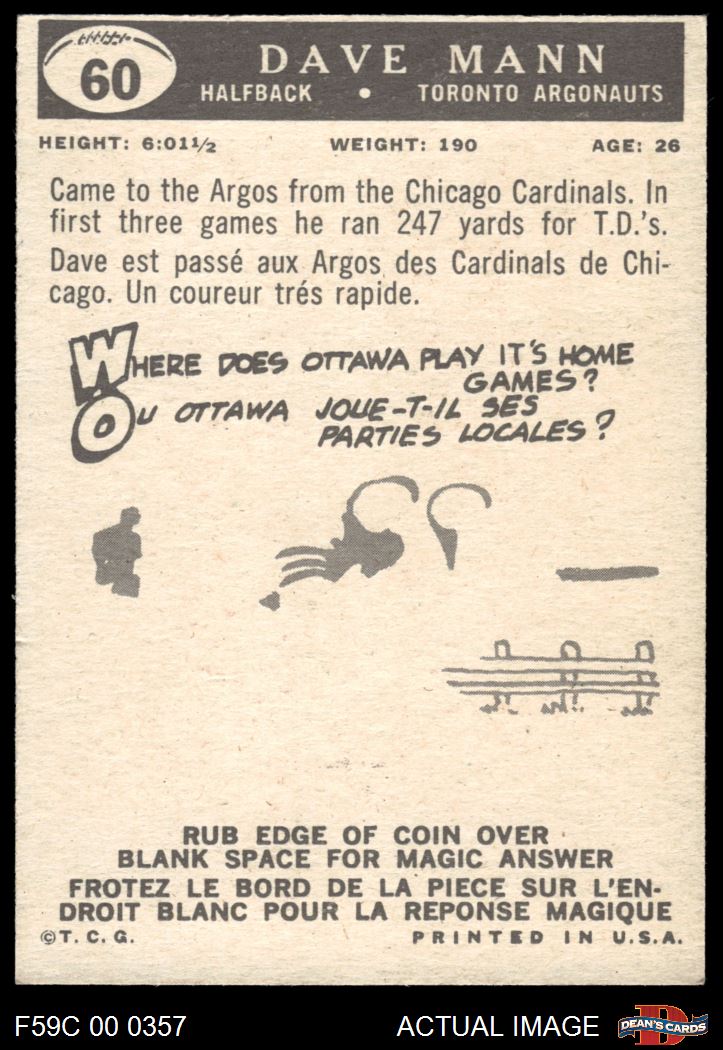 60
DAVE MANN
HALFBACK • TORONTO ARGONAUTS
HEIGHT: 6:01½ WEIGHT: 190 AGE: 26
Came to the Argos from the Chicago Cardinals. In
first three games he ran 247 yards for T.D.'s.
Dave est passé aux Argos des Cardinals de Chi-
cago. Un coureur trés rapide.
WHERE DOES OTTAWA PLAY IT'S HOME
GAMES?
OU OTTAWA JOUE-T-IL SES
PARTIES LOCALES?
RUB EDGE OF COIN OVER
BLANK SPACE FOR MAGIC ANSWER
FROTEZ LE BORD DE LA PIECE SUR L'EN-
DROIT BLANC POUR LA REPONSE MAGIQUE
©T. C. G. PRINTED IN U.S.A.
F59C 00 0357 ACTUAL IMAGE DEAN'S CARDS